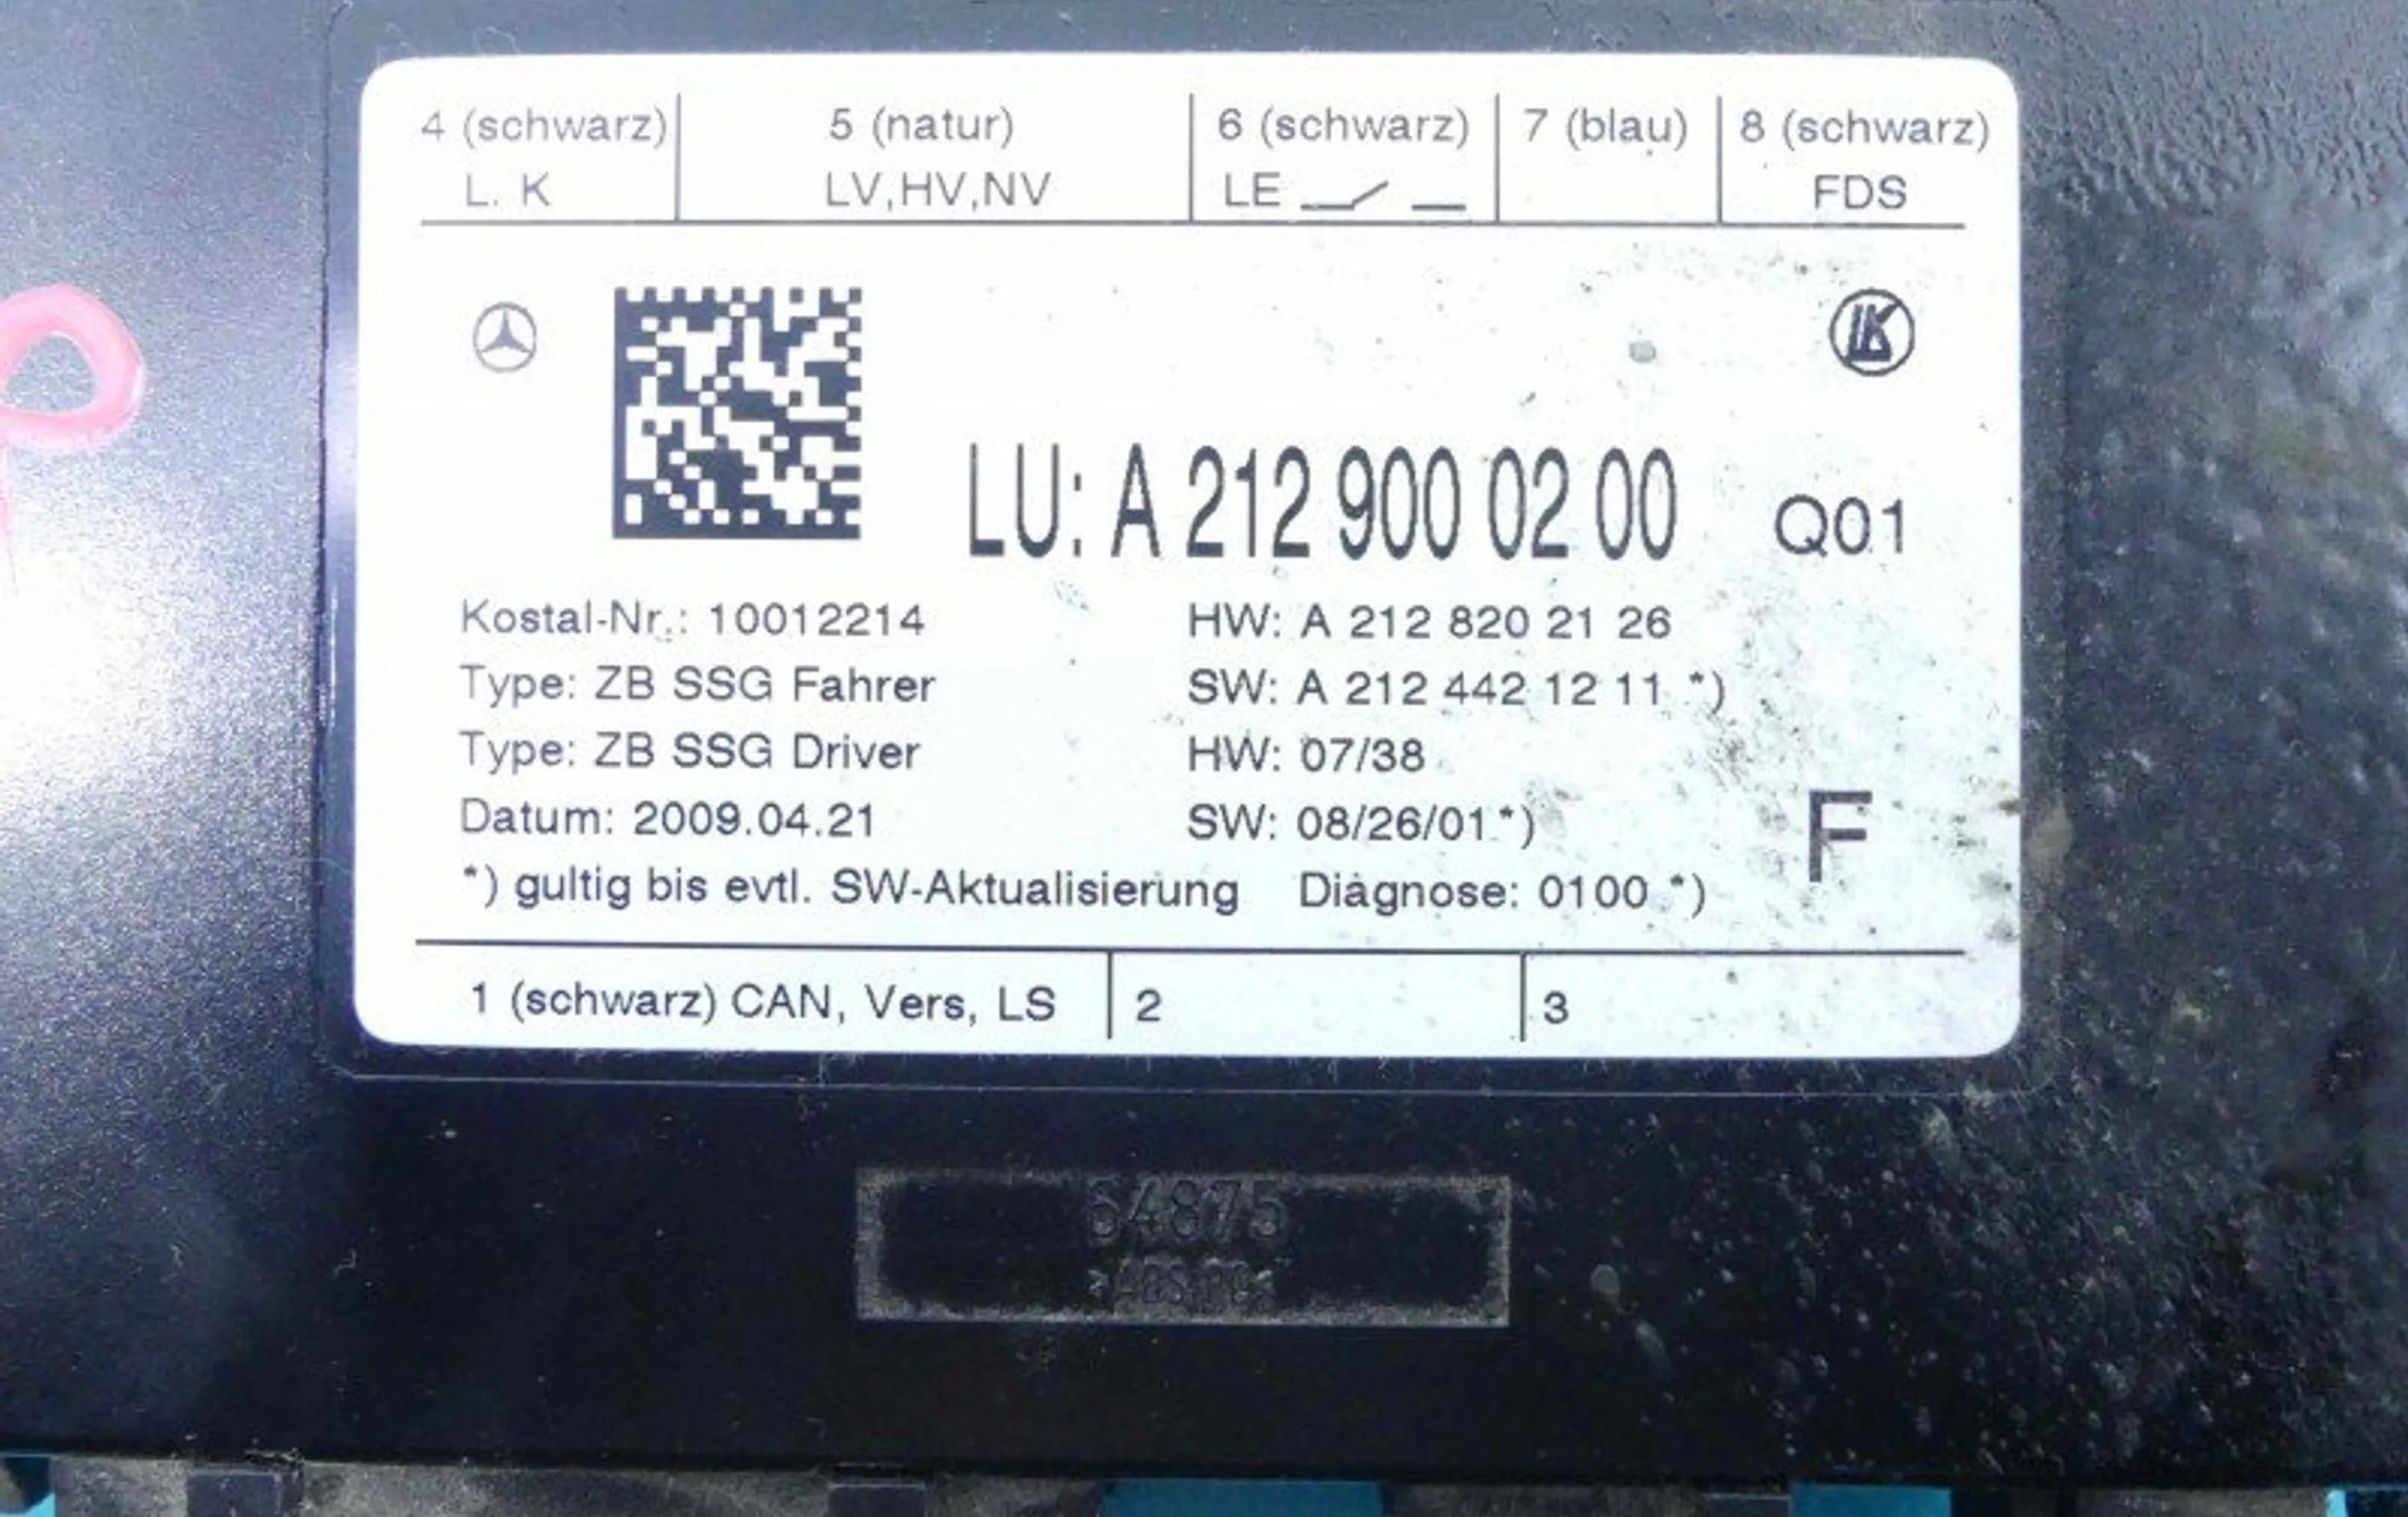 4 (schwarz) 5 (natur) 6 (schwarz) 7 (blau) 8 (schwarz)
L. K LV,HV,NV LE FDS
LU: A 212 900 02 00 Q01
Kostal-Nr.: 10012214 HW: A 212 820 21 26
Type: ZB SSG Fahrer SW: A 212 442 12 11 *)
Type: ZB SSG Driver HW: 07/38
Datum: 2009.04.21 SW: 08/26/01 *)
F
*) gultig bis evtl. SW-Aktualisierung Diagnose: 0100 *)
1 (schwarz) CAN, Vers, LS 2 3
64875